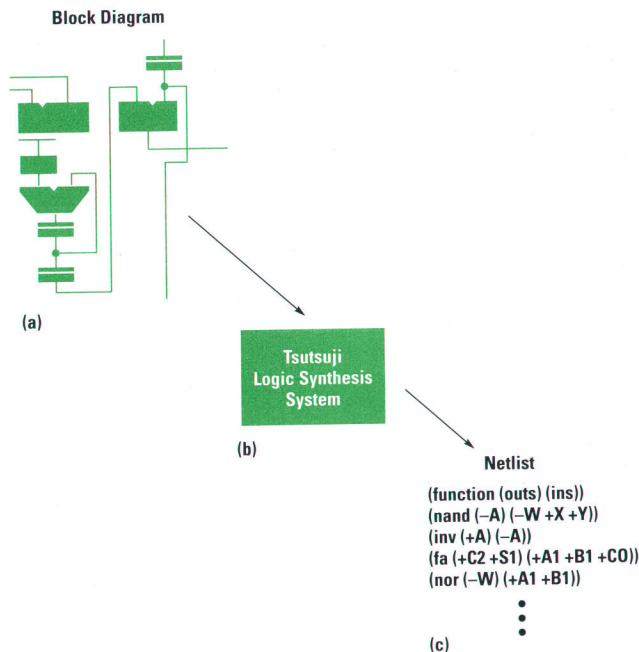 Block Diagram
(a)
Tsutsuji
Logic Synthesis
System
(b)
Netlist
(function (outs) (ins))
(nand (–A) (–W +X +Y))
(inv (+A) (–A))
(fa (+C2 +S1) (+A1 +B1 +CO))
(nor (–W) (+A1 +B1))
(c)